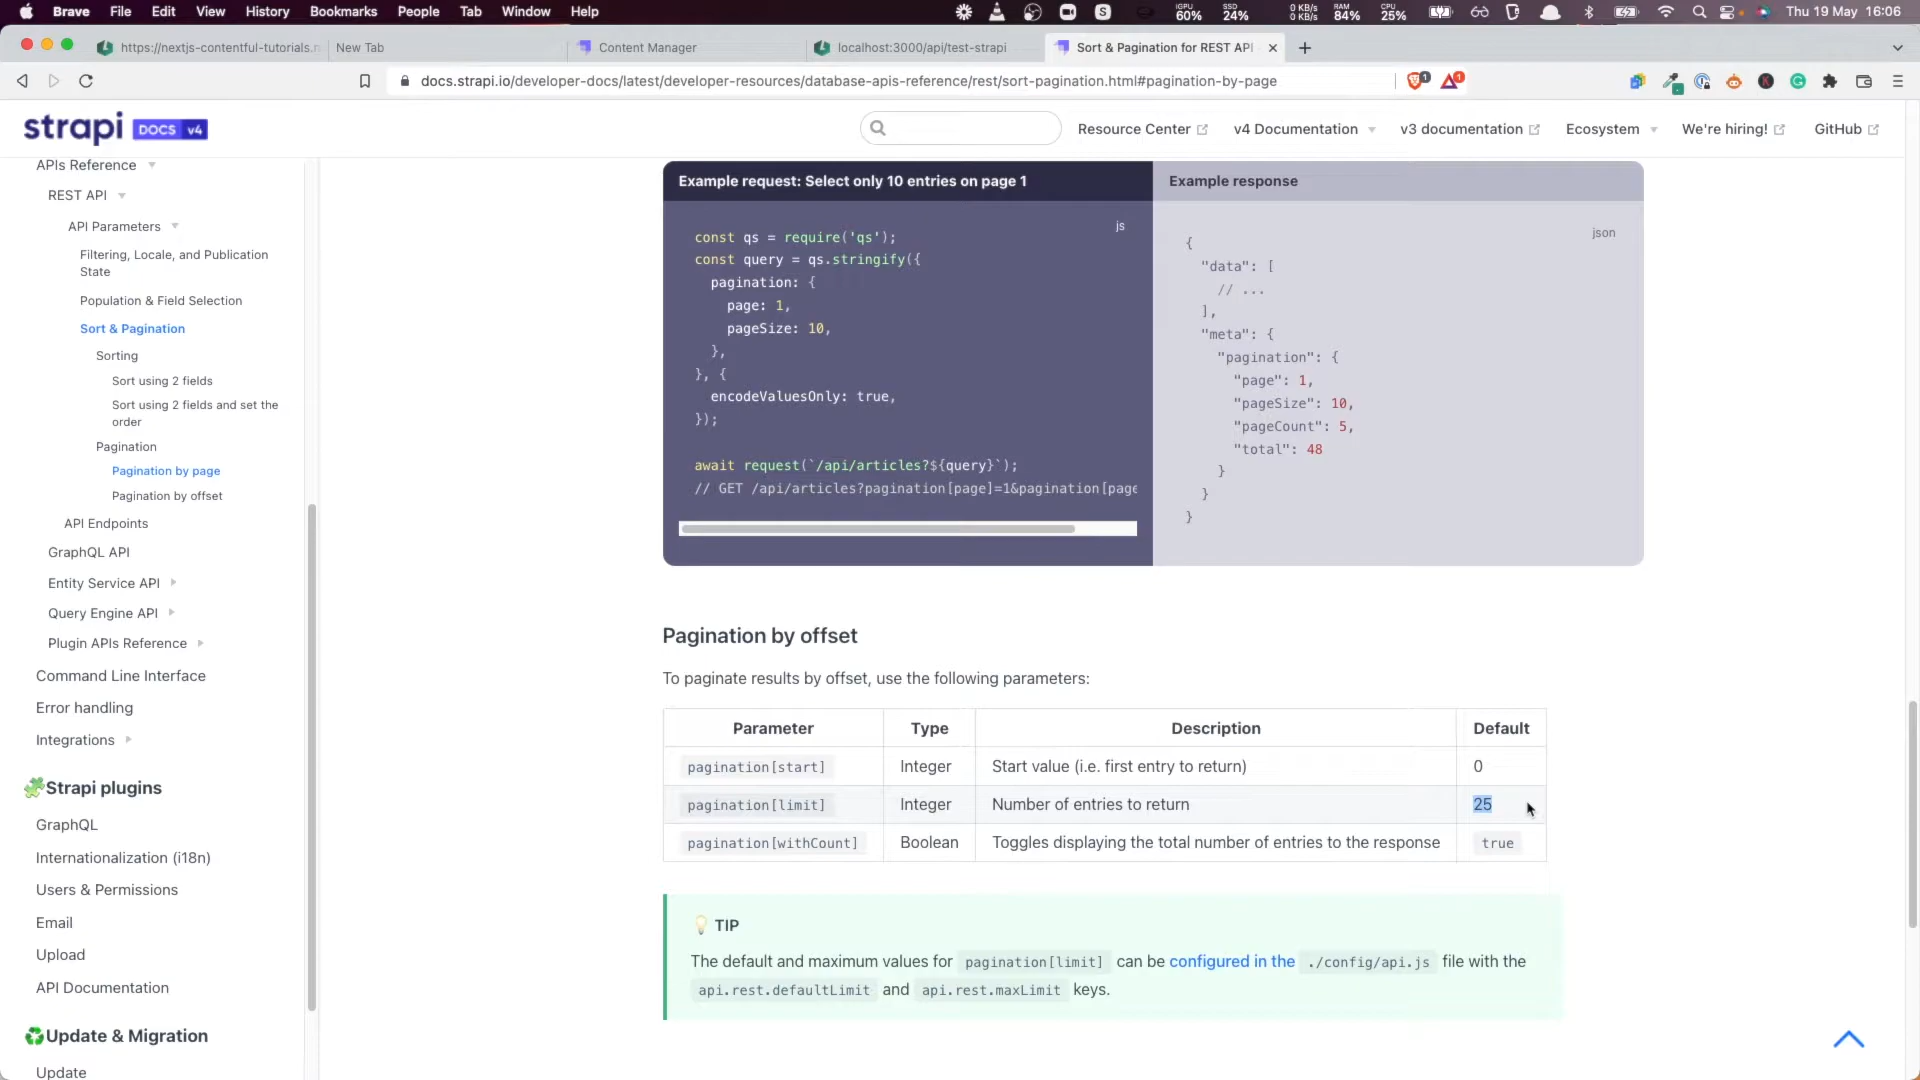 Brave File Edit View History Bookmarks People Tab Window Help
iGPU 60% SSD 24% 0 KB/s 0 KB/s RAM 84% CPU 25% Thu 19 May 16:06
https://nextjs-contentful-tutorials.n
New Tab
Content Manager
localhost:3000/api/test-strapi
Sort & Pagination for REST API
docs.strapi.io/developer-docs/latest/developer-resources/database-apis-reference/rest/sort-pagination.html#pagination-by-page
strapi DOCS v4
Resource Center v4 Documentation v3 documentation Ecosystem We're hiring! GitHub
APIs Reference
REST API
API Parameters
Filtering, Locale, and Publication
State
Population & Field Selection
Sort & Pagination
Sorting
Sort using 2 fields
Sort using 2 fields and set the
order
Pagination
Pagination by page
Pagination by offset
API Endpoints
GraphQL API
Entity Service API
Query Engine API
Plugin APIs Reference
Command Line Interface
Error handling
Integrations
Strapi plugins
GraphQL
Internationalization (i18n)
Users & Permissions
Email
Upload
API Documentation
Update & Migration
Update
Example request: Select only 10 entries on page 1
js
const qs = require('qs');
const query = qs.stringify({
pagination: {
page: 1,
pageSize: 10,
},
}, {
encodeValuesOnly: true,
});
await request(`/api/articles?${query}`);
// GET /api/articles?pagination[page]=1&pagination[page
Example response
json
{
"data": [
// ...
],
"meta": {
"pagination": {
"page": 1,
"pageSize": 10,
"pageCount": 5,
"total": 48
}
}
}
Pagination by offset
To paginate results by offset, use the following parameters:
Parameter Type Description Default
pagination[start] Integer Start value (i.e. first entry to return) 0
pagination[limit] Integer Number of entries to return 25
pagination[withCount] Boolean Toggles displaying the total number of entries to the response true
TIP
The default and maximum values for pagination[limit] can be configured in the ./config/api.js file with the
api.rest.defaultLimit and api.rest.maxLimit keys.